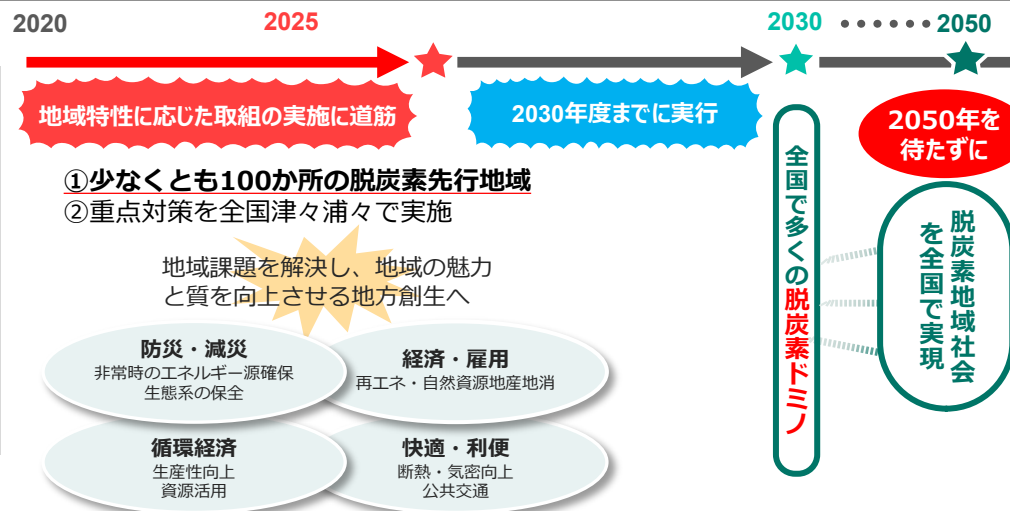 2020
2025
2030
・・・・・・2050
地域特性に応じた取組の実施に道筋
2030年度までに実行
①少なくとも100か所の脱炭素先行地域
②重点対策を全国津々浦々で実施
地域課題を解決し、地域の魅力
と質を向上させる地方創生へ
防災・減災
非常時のエネルギー源確保
生態系の保全
経済・雇用
再エネ・自然資源地産地消
循環経済
生産性向上
資源活用
快適・利便
断熱・気密向上
公共交通
全国で多くの脱炭素ドミノ
2050年を
待たずに
脱炭素地域社会
を全国で実現